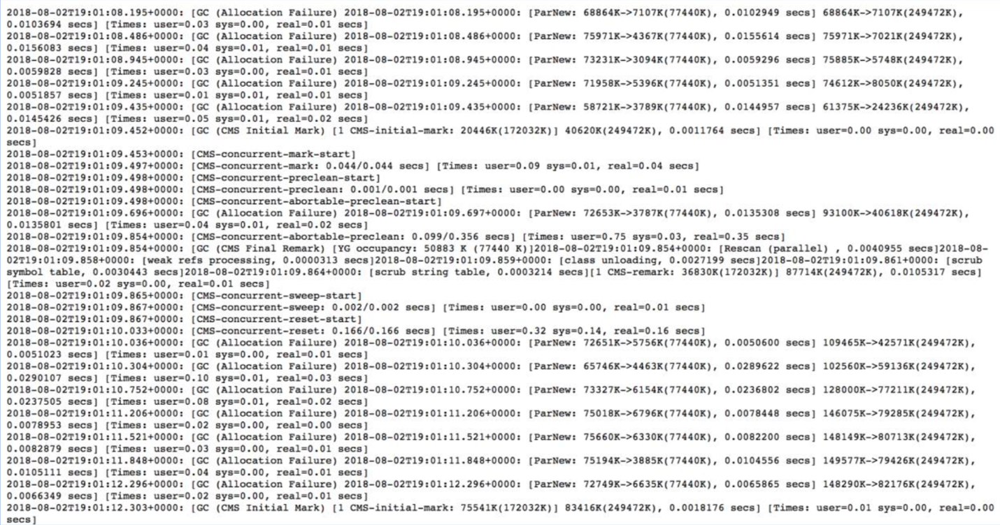 2018-08-02T19:01:08.195+0000: [GC (Allocation Failure) 2018-08-02T19:01:08.195+0000: [ParNew: 68864K->7107K(77440K), 0.0102949 secs] 68864K->7107K(249472K),
0.0103694 secs] [Times: user=0.03 sys=0.00, real=0.01 secs]
2018-08-02T19:01:08.486+0000: [GC (Allocation Failure) 2018-08-02T19:01:08.486+0000: [ParNew: 75971K->4367K(77440K), 0.0155614 secs] 75971K->7021K(249472K),
0.0156083 secs] [Times: user=0.04 sys=0.01, real=0.01 secs]
2018-08-02T19:01:08.945+0000: [GC (Allocation Failure) 2018-08-02T19:01:08.945+0000: [ParNew: 73231K->3094K(77440K), 0.0059296 secs] 75885K->5748K(249472K),
0.0059828 secs] [Times: user=0.03 sys=0.00, real=0.01 secs]
2018-08-02T19:01:09.245+0000: [GC (Allocation Failure) 2018-08-02T19:01:09.245+0000: [ParNew: 71958K->5396K(77440K), 0.0051351 secs] 74612K->8050K(249472K),
0.0051857 secs] [Times: user=0.01 sys=0.01, real=0.01 secs]
2018-08-02T19:01:09.435+0000: [GC (Allocation Failure) 2018-08-02T19:01:09.435+0000: [ParNew: 58721K->3789K(77440K), 0.0144957 secs] 61375K->24236K(249472K),
0.0145426 secs] [Times: user=0.05 sys=0.01, real=0.02 secs]
2018-08-02T19:01:09.452+0000: [GC (CMS Initial Mark) [1 CMS-initial-mark: 20446K(172032K)] 40620K(249472K), 0.0011764 secs] [Times: user=0.00 sys=0.00, real=0.00
secs]
2018-08-02T19:01:09.453+0000: [CMS-concurrent-mark-start]
2018-08-02T19:01:09.497+0000: [CMS-concurrent-mark: 0.044/0.044 secs] [Times: user=0.09 sys=0.01, real=0.04 secs]
2018-08-02T19:01:09.498+0000: [CMS-concurrent-preclean-start]
2018-08-02T19:01:09.498+0000: [CMS-concurrent-preclean: 0.001/0.001 secs] [Times: user=0.00 sys=0.00, real=0.01 secs]
2018-08-02T19:01:09.498+0000: [CMS-concurrent-abortable-preclean-start]
2018-08-02T19:01:09.696+0000: [GC (Allocation Failure) 2018-08-02T19:01:09.697+0000: [ParNew: 72653K->3787K(77440K), 0.0135308 secs] 93100K->40618K(249472K),
0.0135801 secs] [Times: user=0.04 sys=0.01, real=0.02 secs]
2018-08-02T19:01:09.854+0000: [CMS-concurrent-abortable-preclean: 0.099/0.356 secs] [Times: user=0.75 sys=0.03, real=0.35 secs]
2018-08-02T19:01:09.854+0000: [GC (CMS Final Remark) [YG occupancy: 50883 K (77440 K)]2018-08-02T19:01:09.854+0000: [Rescan (parallel) , 0.0040955 secs]2018-08-
02T19:01:09.858+0000: [weak refs processing, 0.0000313 secs]2018-08-02T19:01:09.859+0000: [class unloading, 0.0027199 secs]2018-08-02T19:01:09.861+0000: [scrub
symbol table, 0.0030443 secs]2018-08-02T19:01:09.864+0000: [scrub string table, 0.0003214 secs][1 CMS-remark: 36830K(172032K)] 87714K(249472K), 0.0105317 secs]
[Times: user=0.02 sys=0.00, real=0.01 secs]
2018-08-02T19:01:09.865+0000: [CMS-concurrent-sweep-start]
2018-08-02T19:01:09.867+0000: [CMS-concurrent-sweep: 0.002/0.002 secs] [Times: user=0.00 sys=0.00, real=0.01 secs]
2018-08-02T19:01:09.867+0000: [CMS-concurrent-reset-start]
2018-08-02T19:01:10.033+0000: [CMS-concurrent-reset: 0.166/0.166 secs] [Times: user=0.32 sys=0.14, real=0.16 secs]
2018-08-02T19:01:10.036+0000: [GC (Allocation Failure) 2018-08-02T19:01:10.036+0000: [ParNew: 72651K->5756K(77440K), 0.0050600 secs] 109465K->42571K(249472K),
0.0051023 secs] [Times: user=0.01 sys=0.00, real=0.01 secs]
2018-08-02T19:01:10.304+0000: [GC (Allocation Failure) 2018-08-02T19:01:10.304+0000: [ParNew: 65746K->4463K(77440K), 0.0289622 secs] 102560K->59136K(249472K),
0.0290107 secs] [Times: user=0.10 sys=0.01, real=0.03 secs]
2018-08-02T19:01:10.752+0000: [GC (Allocation Failure) 2018-08-02T19:01:10.752+0000: [ParNew: 73327K->6154K(77440K), 0.0236802 secs] 128000K->77211K(249472K),
0.0237505 secs] [Times: user=0.08 sys=0.01, real=0.02 secs]
2018-08-02T19:01:11.206+0000: [GC (Allocation Failure) 2018-08-02T19:01:11.206+0000: [ParNew: 75018K->6796K(77440K), 0.0078448 secs] 146075K->79285K(249472K),
0.0078953 secs] [Times: user=0.02 sys=0.00, real=0.00 secs]
2018-08-02T19:01:11.521+0000: [GC (Allocation Failure) 2018-08-02T19:01:11.521+0000: [ParNew: 75660K->6330K(77440K), 0.0082200 secs] 148149K->80713K(249472K),
0.0082879 secs] [Times: user=0.03 sys=0.00, real=0.01 secs]
2018-08-02T19:01:11.848+0000: [GC (Allocation Failure) 2018-08-02T19:01:11.848+0000: [ParNew: 75194K->3885K(77440K), 0.0104556 secs] 149577K->79426K(249472K),
0.0105111 secs] [Times: user=0.04 sys=0.00, real=0.01 secs]
2018-08-02T19:01:12.296+0000: [GC (Allocation Failure) 2018-08-02T19:01:12.296+0000: [ParNew: 72749K->6635K(77440K), 0.0065865 secs] 148290K->82176K(249472K),
0.0066349 secs] [Times: user=0.02 sys=0.00, real=0.01 secs]
2018-08-02T19:01:12.303+0000: [GC (CMS Initial Mark) [1 CMS-initial-mark: 75541K(172032K)] 83416K(249472K), 0.0018176 secs] [Times: user=0.01 sys=0.00, real=0.00
secs]